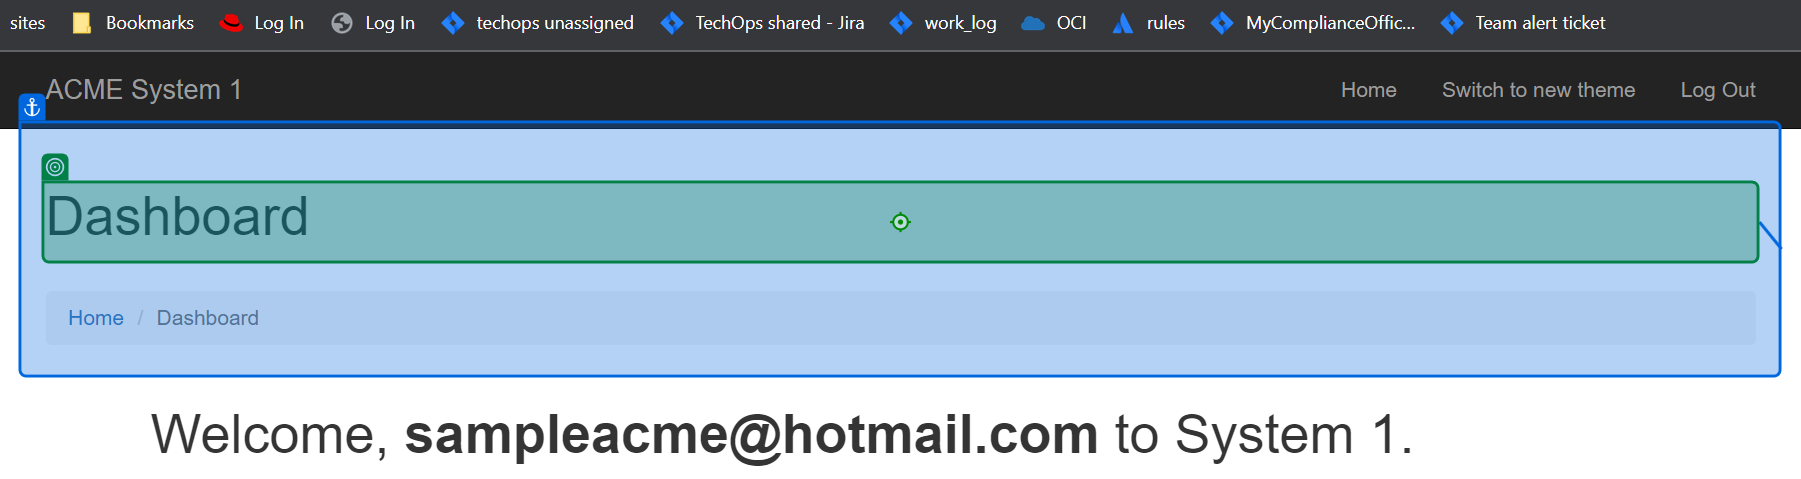 sites Bookmarks Log In Log In techops unassigned TechOps shared - Jira work_log OCI rules MyComplianceOffic... Team alert ticket
ACME System 1 Home Switch to new theme Log Out
Dashboard
Home / Dashboard
Welcome, sampleacme@hotmail.com to System 1.